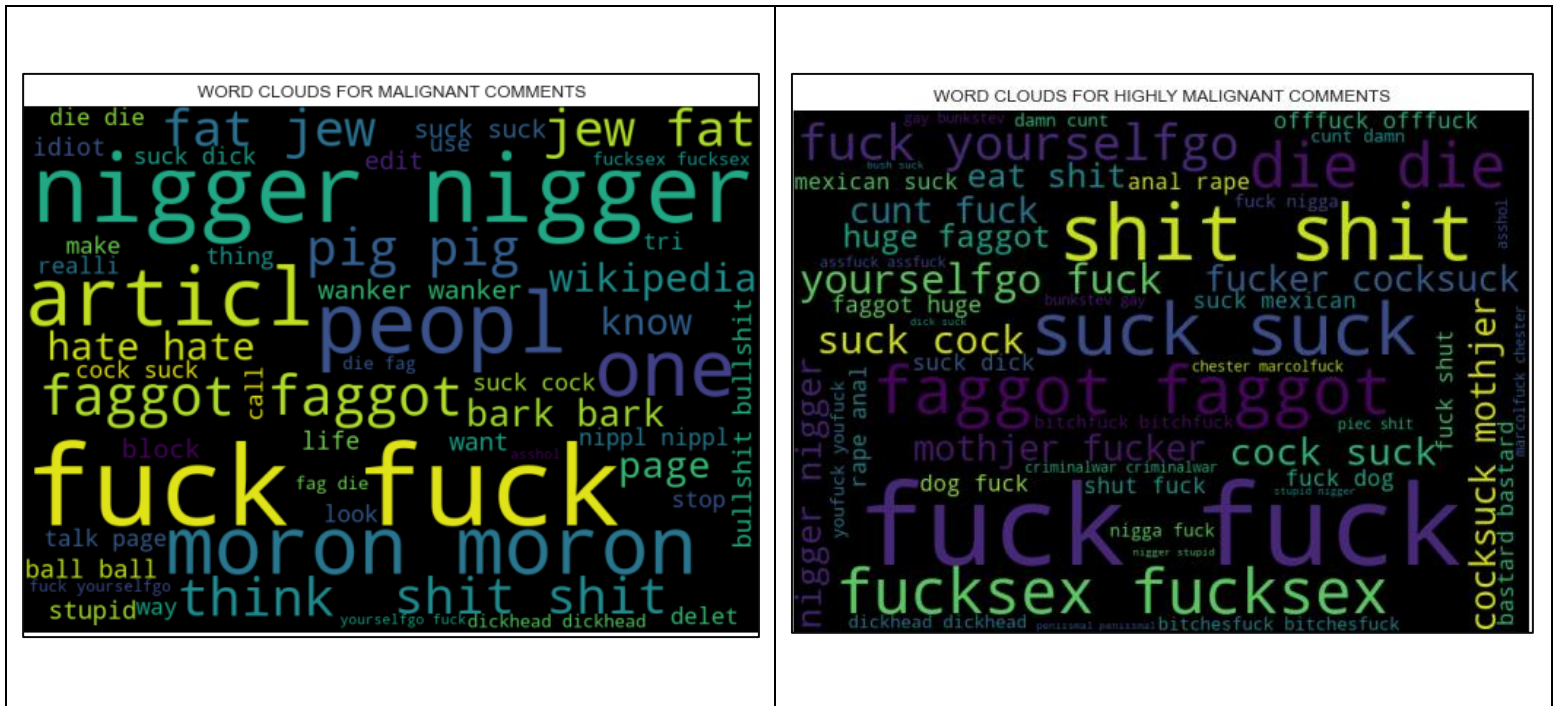 WORD CLOUDS FOR MALIGNANT COMMENTS
die die
fat jew
suck suck
jew fat
idiot
use
suck dick
edit
fucksex fucksex
nigger nigger
make
thing
pig pig
tri
realli
wikipedia
articl
wanker wanker
peopl
know
hate hate
die fag
one
cock suck
call
faggot faggot
suck cock
bark bark
bullshit bullshit
block
life
want
nippl nippl
asshol
fuck fuck
page
fag die
look
stop
talk page
moron moron
ball ball
fuck yourselfgo
think
shit shit
stupid
way
yourselfgo fuck
dickhead dickhead
delet
WORD CLOUDS FOR HIGHLY MALIGNANT COMMENTS
gay bunkstev
damn cunt
offfuck offfuck
fuck yourselfgo
cunt damn
bush suck
die die
mexican suck
eat shit
anal rape
fuck nigga
cunt fuck
shit shit
asshol
huge faggot
assfuck assfuck
yourselfgo fuck
fucker cocksuck
faggot huge
bunkstev gay
suck mexican
dick suck
suck cock
suck suck
suck dick
chester marcolfuck
marcolfuck chester
fuck shut
cocksuck mothjer
nigger nigger
youfuck youfuck
rape anal
faggot faggot
bitchfuck bitchfuck
piec shit
mothjer fucker
cock suck
criminalwar criminalwar
dog fuck
shut fuck
fuck dog
stupid nigger
fuck fuck
nigga fuck
nigger stupid
bastard bastard
fucksex fucksex
dickhead dickhead
penissmal penissmal
bitchesfuck bitchesfuck